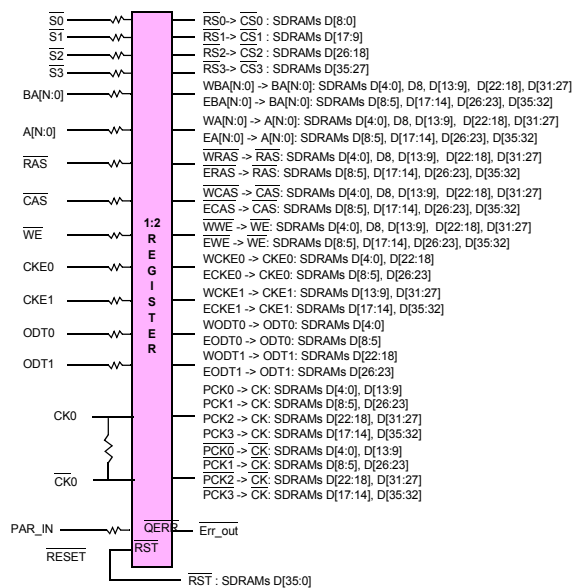 S0
S1
S2
S3
BA[N:0]
A[N:0]
RAS
CAS
WE
CKE0
CKE1
ODT0
ODT1
CK0
CK0
PAR_IN
RESET
1:2
R
E
G
I
S
T
E
R
QERR
RST
RS0-> CS0 : SDRAMs D[8:0]
RS1-> CS1 : SDRAMs D[17:9]
RS2-> CS2 : SDRAMs D[26:18]
RS3-> CS3 : SDRAMs D[35:27]
WBA[N:0] -> BA[N:0]: SDRAMs D[4:0], D8, D[13:9], D[22:18], D[31:27]
EBA[N:0] -> BA[N:0]: SDRAMs D[8:5], D[17:14], D[26:23], D[35:32]
WA[N:0] -> A[N:0]: SDRAMs D[4:0], D8, D[13:9], D[22:18], D[31:27]
EA[N:0] -> A[N:0]: SDRAMs D[8:5], D[17:14], D[26:23], D[35:32]
WRAS -> RAS: SDRAMs D[4:0], D8, D[13:9], D[22:18], D[31:27]
ERAS -> RAS: SDRAMs D[8:5], D[17:14], D[26:23], D[35:32]
WCAS -> CAS: SDRAMs D[4:0], D8, D[13:9], D[22:18], D[31:27]
ECAS -> CAS: SDRAMs D[8:5], D[17:14], D[26:23], D[35:32]
WWE -> WE: SDRAMs D[4:0], D8, D[13:9], D[22:18], D[31:27]
EWE -> WE: SDRAMs D[8:5], D[17:14], D[26:23], D[35:32]
WCKE0 -> CKE0: SDRAMs D[4:0], D[22:18]
ECKE0 -> CKE0: SDRAMs D[8:5], D[26:23]
WCKE1 -> CKE1: SDRAMs D[13:9], D[31:27]
ECKE1 -> CKE1: SDRAMs D[17:14], D[35:32]
WODT0 -> ODT0: SDRAMs D[4:0]
EODT0 -> ODT0: SDRAMs D[8:5]
WODT1 -> ODT1: SDRAMs D[22:18]
EODT1 -> ODT1: SDRAMs D[26:23]
PCK0 -> CK: SDRAMs D[4:0], D[13:9]
PCK1 -> CK: SDRAMs D[8:5], D[26:23]
PCK2 -> CK: SDRAMs D[22:18], D[31:27]
PCK3 -> CK: SDRAMs D[17:14], D[35:32]
PCK0 -> CK: SDRAMs D[4:0], D[13:9]
PCK1 -> CK: SDRAMs D[8:5], D[26:23]
PCK2 -> CK: SDRAMs D[22:18], D[31:27]
PCK3 -> CK: SDRAMs D[17:14], D[35:32]
Err_out
RST : SDRAMs D[35:0]